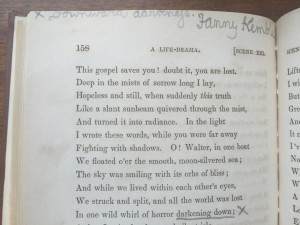 x Downward darkness. Fanny Kemble
158 A LIFE-DRAMA. [SCENE XIII.
This gospel saves you! doubt it, you are lost.
Deep in the mists of sorrow long I lay,
Hopeless and still, when suddenly this truth
Like a slant sunbeam quivered through the mist,
And turned it into radiance. In the light
I wrote these words, while you were far away
Fighting with shadows. O! Walter, in one boat
We floated o'er the smooth, moon-silvered sea;
The sky was smiling with its orbs of bliss;
And while we lived within each other's eyes,
We struck and split, and all the world was lost
In one wild whirl of horror darkening down; x